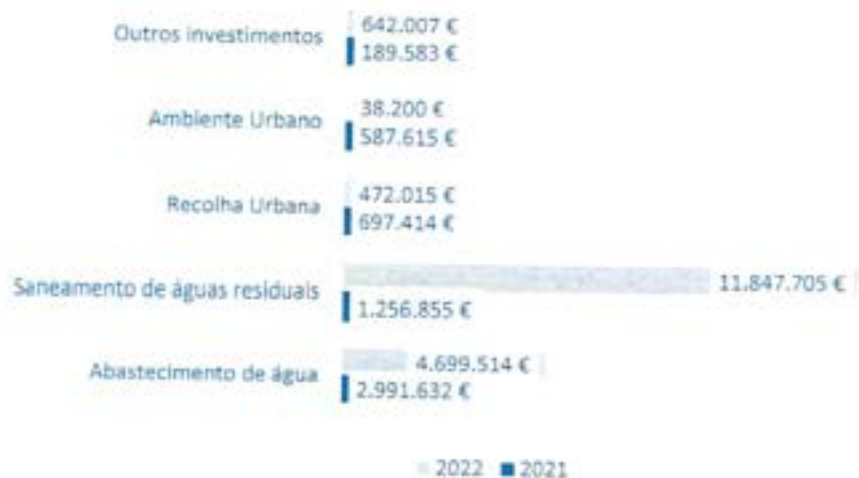 642.007 €
Outros investimentos
189.583 €
38.200 €
Ambiente Urbano
587.615 €
472.015 €
Recolha Urbana
697.414 €
11.847.705 €
Saneamento de águas residuais
1.256.855 €
4.699.514 €
Abastecimento de água
2.991.632 €
2022 2021